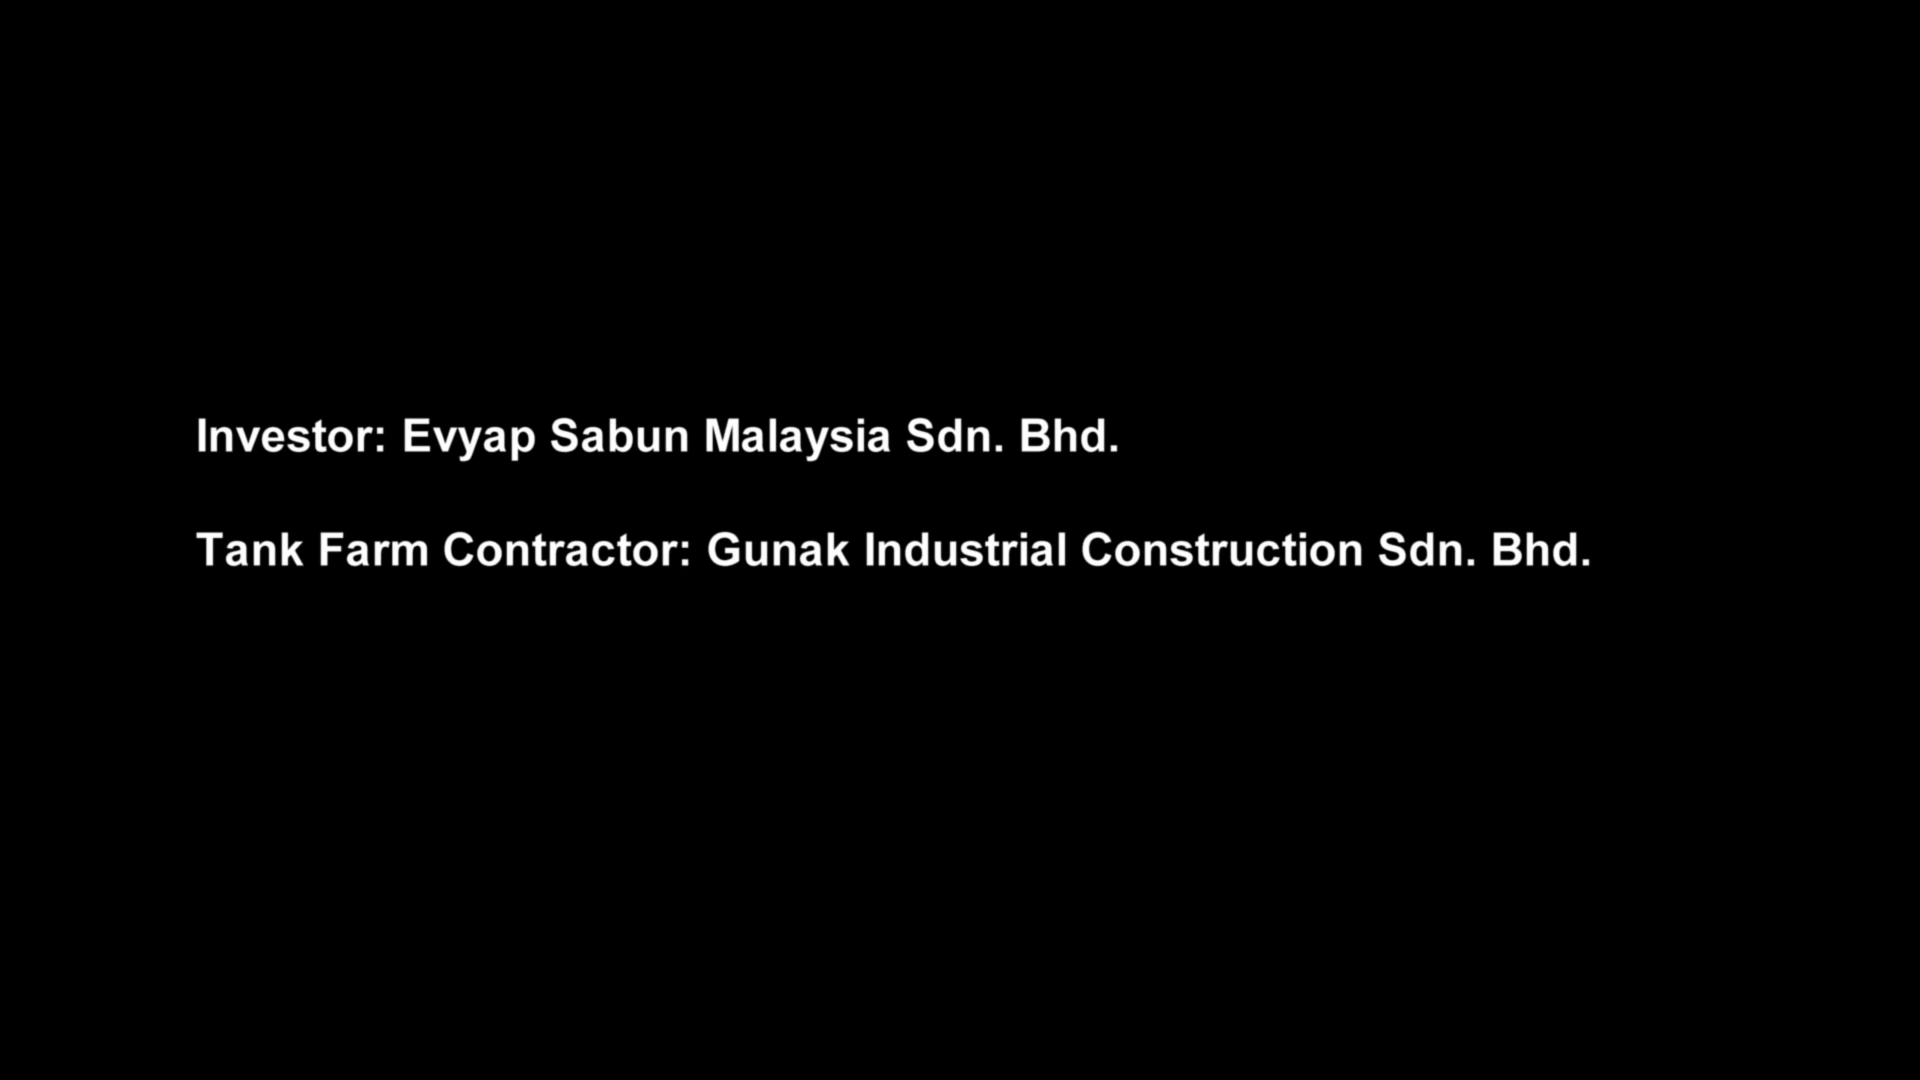 Investor: Evyap Sabun Malaysia Sdn. Bhd.
Tank Farm Contractor: Gunak Industrial Construction Sdn. Bhd.